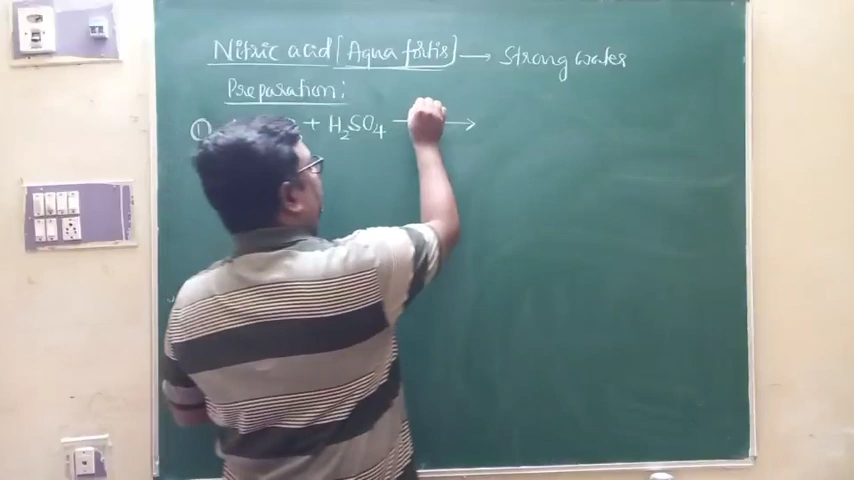 Nitric acid [Aqua fortis] → Strong water
Preparation:
① + H₂SO₄ →